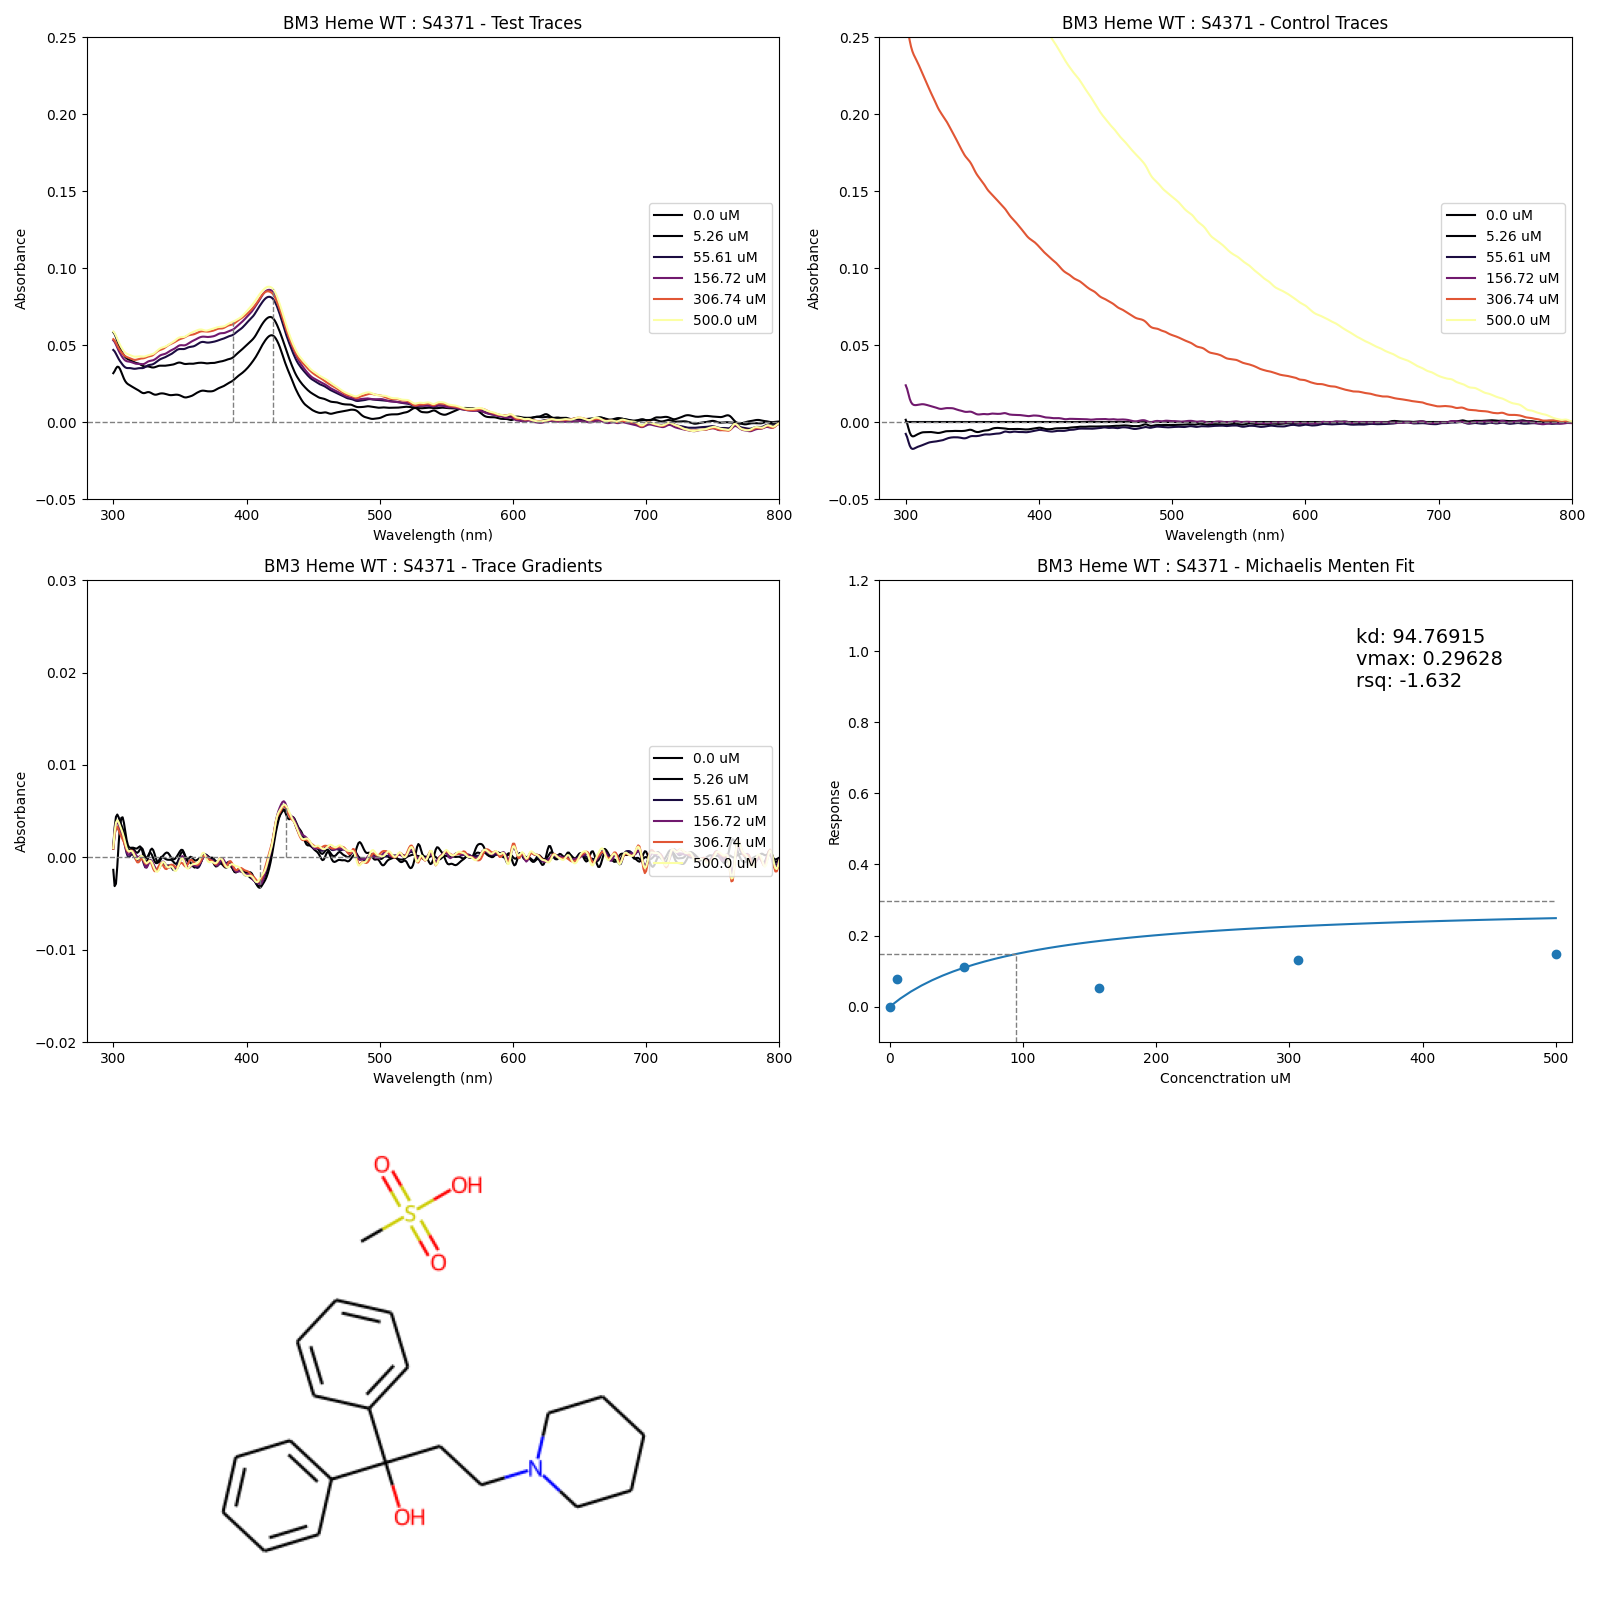 BM3 Heme WT : S4371 - Test Traces
0.25
0.20
0.15
0.10
0.05
0.00
−0.05
Absorbance
300
400
500
600
700
800
Wavelength (nm)
0.0 uM
5.26 uM
55.61 uM
156.72 uM
306.74 uM
500.0 uM
BM3 Heme WT : S4371 - Control Traces
0.25
0.20
0.15
0.10
0.05
0.00
−0.05
Absorbance
300
400
500
600
700
800
Wavelength (nm)
0.0 uM
5.26 uM
55.61 uM
156.72 uM
306.74 uM
500.0 uM
BM3 Heme WT : S4371 - Trace Gradients
0.03
0.02
0.01
0.00
−0.01
−0.02
Absorbance
300
400
500
600
700
800
Wavelength (nm)
0.0 uM
5.26 uM
55.61 uM
156.72 uM
306.74 uM
500.0 uM
BM3 Heme WT : S4371 - Michaelis Menten Fit
1.2
1.0
0.8
0.6
0.4
0.2
0.0
Response
0
100
200
300
400
500
Concenctration uM
kd: 94.76915
vmax: 0.29628
rsq: -1.632
O
OH
S
O
N
OH